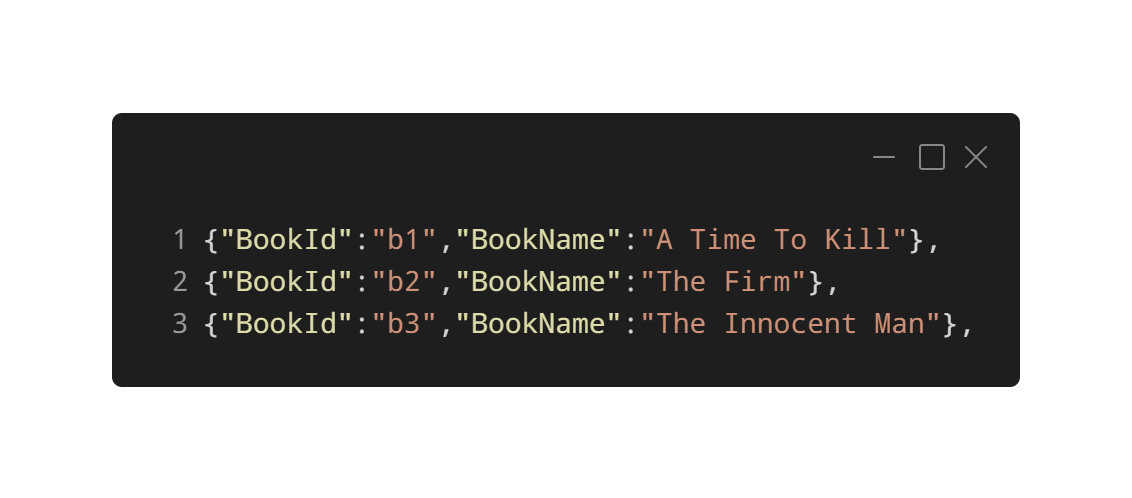 1 {"BookId":"b1","BookName":"A Time To Kill"},
2 {"BookId":"b2","BookName":"The Firm"},
3 {"BookId":"b3","BookName":"The Innocent Man"},